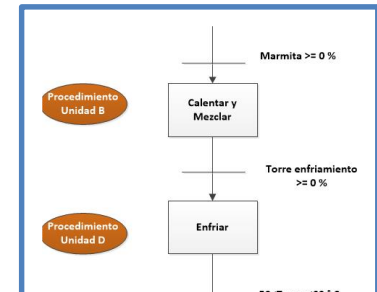 Marmita >= 0 %
Procedimiento
Unidad B
Calentar y
Mezclar
Torre enfriamiento
>= 0 %
Procedimiento
Unidad D
Enfriar